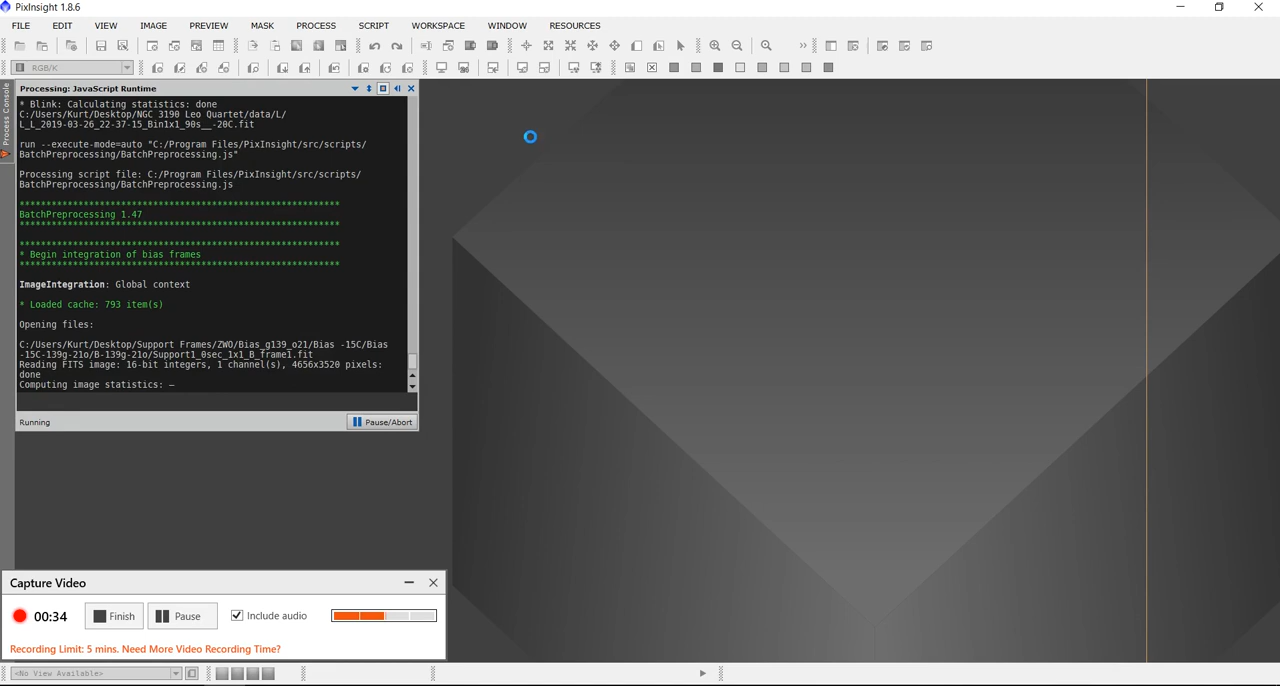 PixInsight 1.8.6
FILE EDIT VIEW IMAGE PREVIEW MASK PROCESS SCRIPT WORKSPACE WINDOW RESOURCES
RGB/K
Process Console
Processing: JavaScript Runtime
* Blink: Calculating statistics: done
C:/Users/Kurt/Desktop/NGC 3190 Leo Quartet/data/L/
L_L_2019-03-26_22-37-15_Bin1x1_90s__-20C.fit
run --execute-mode=auto "C:/Program Files/PixInsight/src/scripts/
BatchPreprocessing/BatchPreprocessing.js"
Processing script file: C:/Program Files/PixInsight/src/scripts/
BatchPreprocessing/BatchPreprocessing.js
*************************************************************
BatchPreprocessing 1.47
*************************************************************
*************************************************************
* Begin integration of bias frames
*************************************************************
ImageIntegration: Global context
* Loaded cache: 793 item(s)
Opening files:
C:/Users/Kurt/Desktop/Support Frames/ZWO/Bias_g139_o21/Bias -15C/Bias
-15C-139g-21o/B-139g-21o/Support1_0sec_1x1_B_frame1.fit
Reading FITS image: 16-bit integers, 1 channel(s), 4656x3520 pixels:
done
Computing image statistics: —
Running
Pause/Abort
Capture Video
00:34 Finish Pause Include audio
Recording Limit: 5 mins. Need More Video Recording Time?
<No View Available>